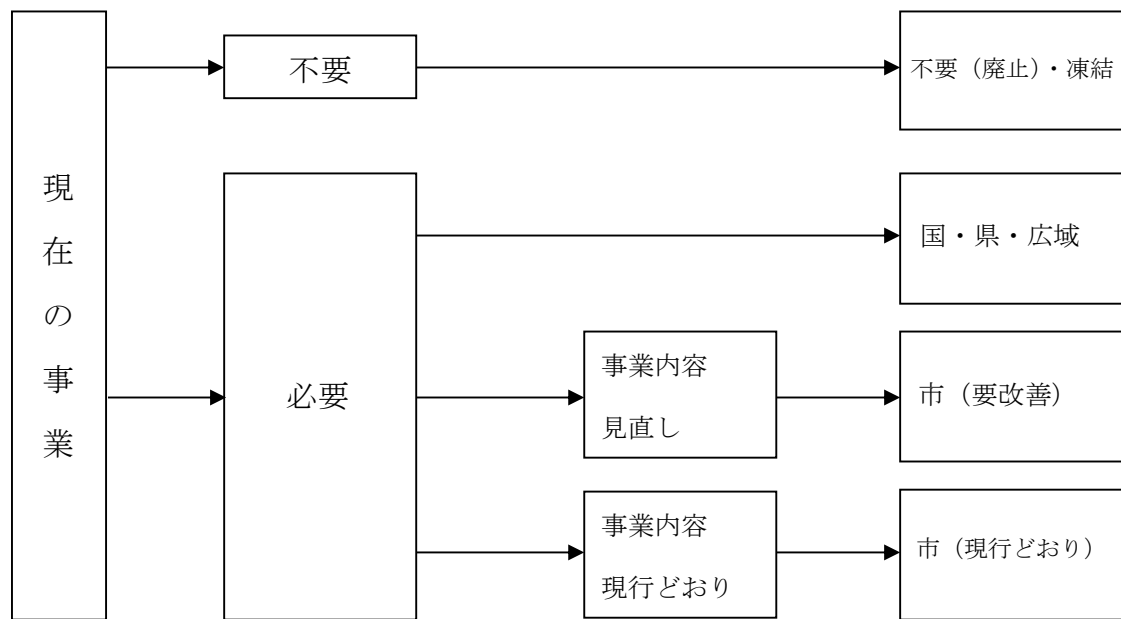 現在の事業
不要
不要（廃止）・凍結
必要
国・県・広域
事業内容
見直し
市（要改善）
事業内容
現行どおり
市（現行どおり）